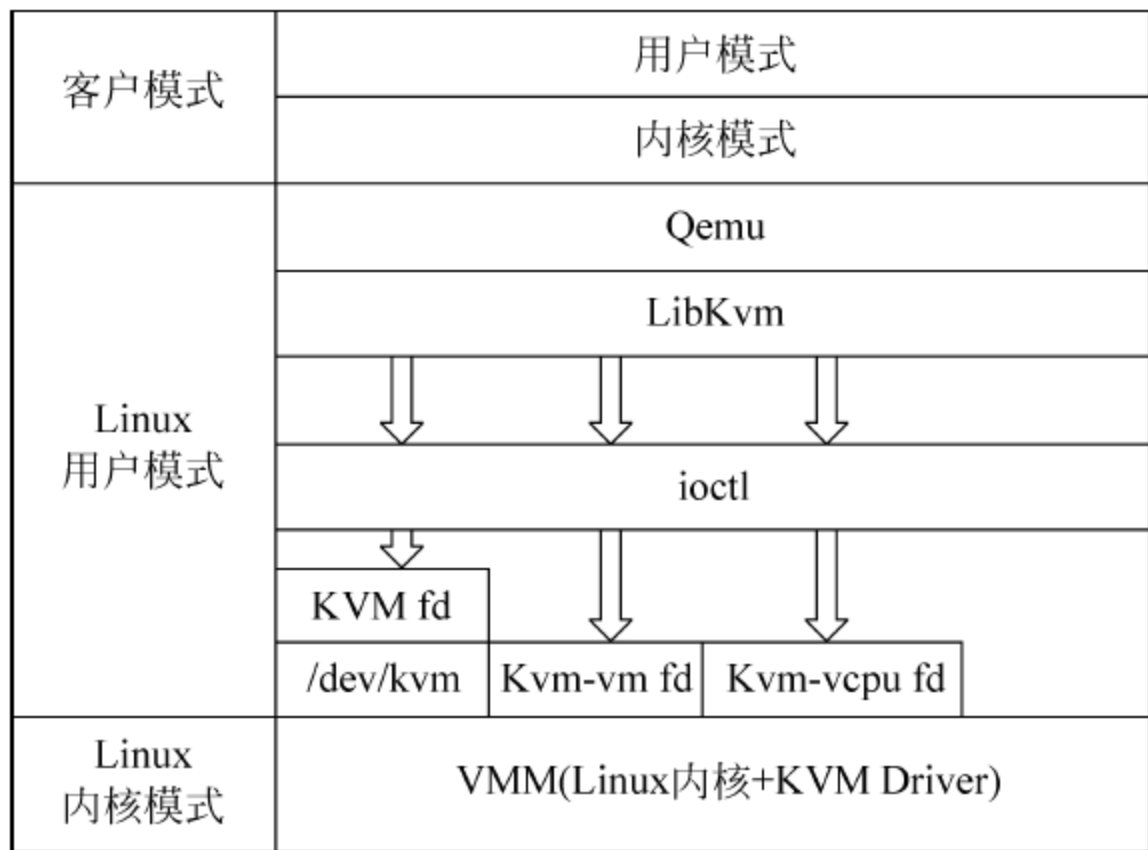 客户模式
用户模式
内核模式
Linux
用户模式
Qemu
LibKvm
ioctl
KVM fd
/dev/kvm
Kvm-vm fd
Kvm-vcpu fd
Linux
内核模式
VMM(Linux内核+KVM Driver)